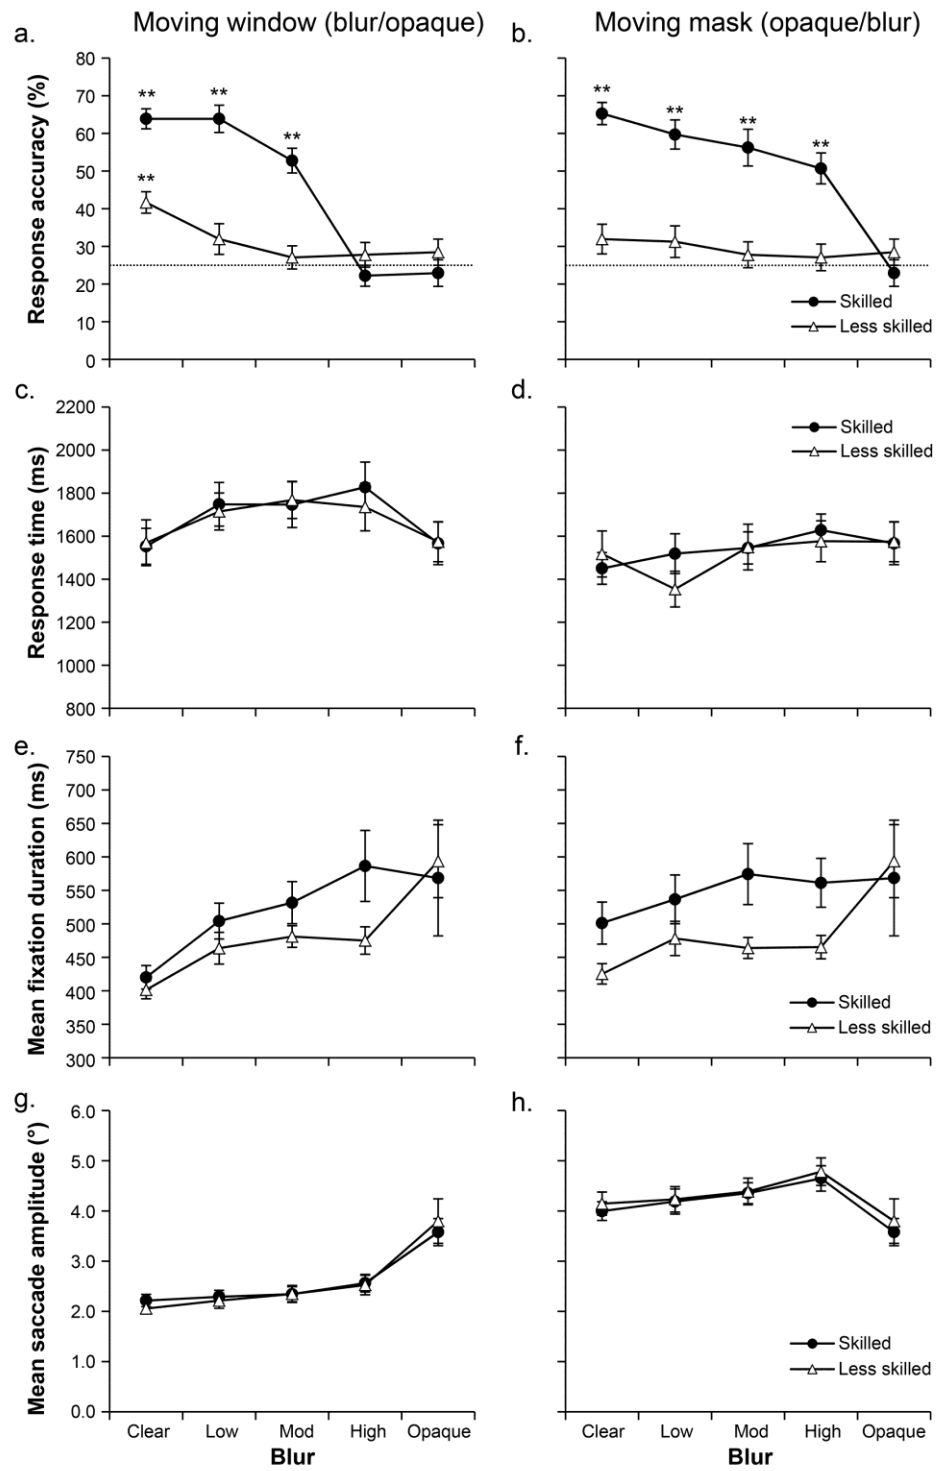 Moving window (blur/opaque)
Moving mask (opaque/blur)
a.
b.
Response accuracy (%)
80
70
60
50
40
30
20
10
0
**
**
**
**
**
**
**
**
Skilled
Less skilled
c.
d.
Response time (ms)
2200
2000
1800
1600
1400
1200
1000
800
Skilled
Less skilled
e.
f.
Mean fixation duration (ms)
750
700
650
600
550
500
450
400
350
300
Skilled
Less skilled
g.
h.
Mean saccade amplitude (°)
6.0
5.0
4.0
3.0
2.0
1.0
0.0
Skilled
Less skilled
Clear Low Mod High Opaque
Blur
Clear Low Mod High Opaque
Blur